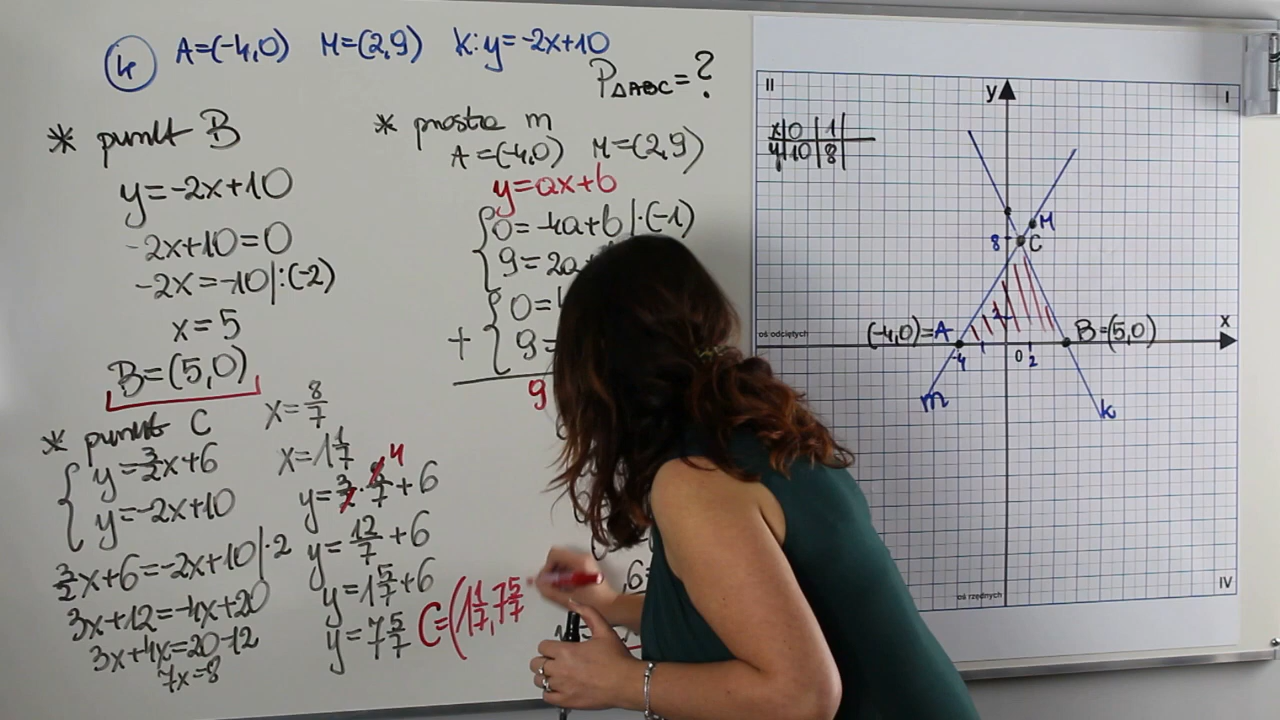 4 A=(-4,0) M=(2,9) k:y=-2x+10
P△ABC=?
* punkt B
y=-2x+10
-2x+10=0
-2x=-10|:(-2)
x=5
B=(5,0)
* punkt C
{ y=3/2x+6
y=-2x+10
3/2x+6=-2x+10|·2
3x+12=-4x+20
3x+4x=20-12
7x=8
x=8/7
x=1 1/7
y=3/2·8/7+6
4
y=12/7+6
y=1 5/7+6
y=7 5/7
C=(1 1/7, 7 5/7
* prosta m
A=(-4,0) M=(2,9)
y=ax+b
{ 0=-4a+b|·(-1)
9=2a
{ 0=
+ 9=
9
II
I
x|0|1|
y|10|8|
y
M
8
C
(-4,0)=A
B=(5,0)
x
oś odciętych
-4
0
2
m
k
oś rzędnych
IV